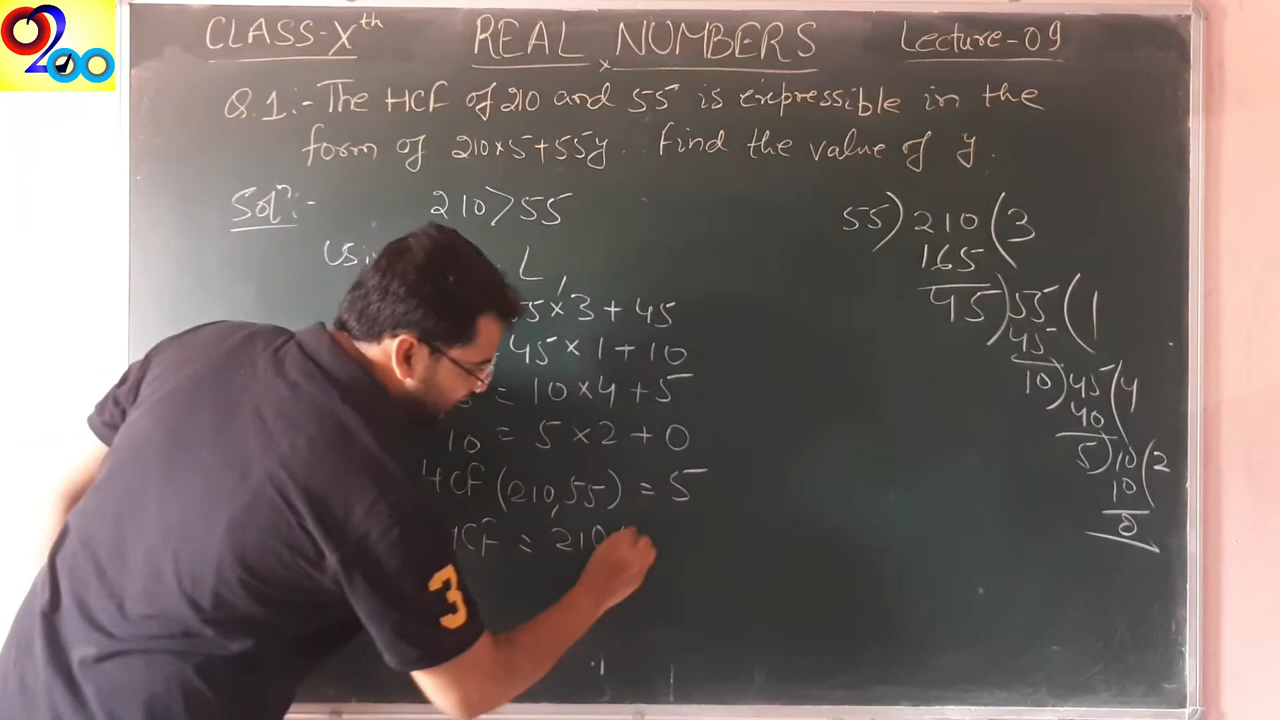 0200
CLASS-Xth REAL NUMBERS Lecture-09
Q.1:- The HCF of 210 and 55 is expressible in the
form of 210×5+55y. Find the value of y.
Solⁿ:- 210>55
L,
5×3+45
45×1+10
= 10×4+5
10 = 5×2+0
HCF(210,55) = 5
HCF = 210
55)210(3
165
45)55(1
45
10)45(4
40
5)10(2
10
0
3